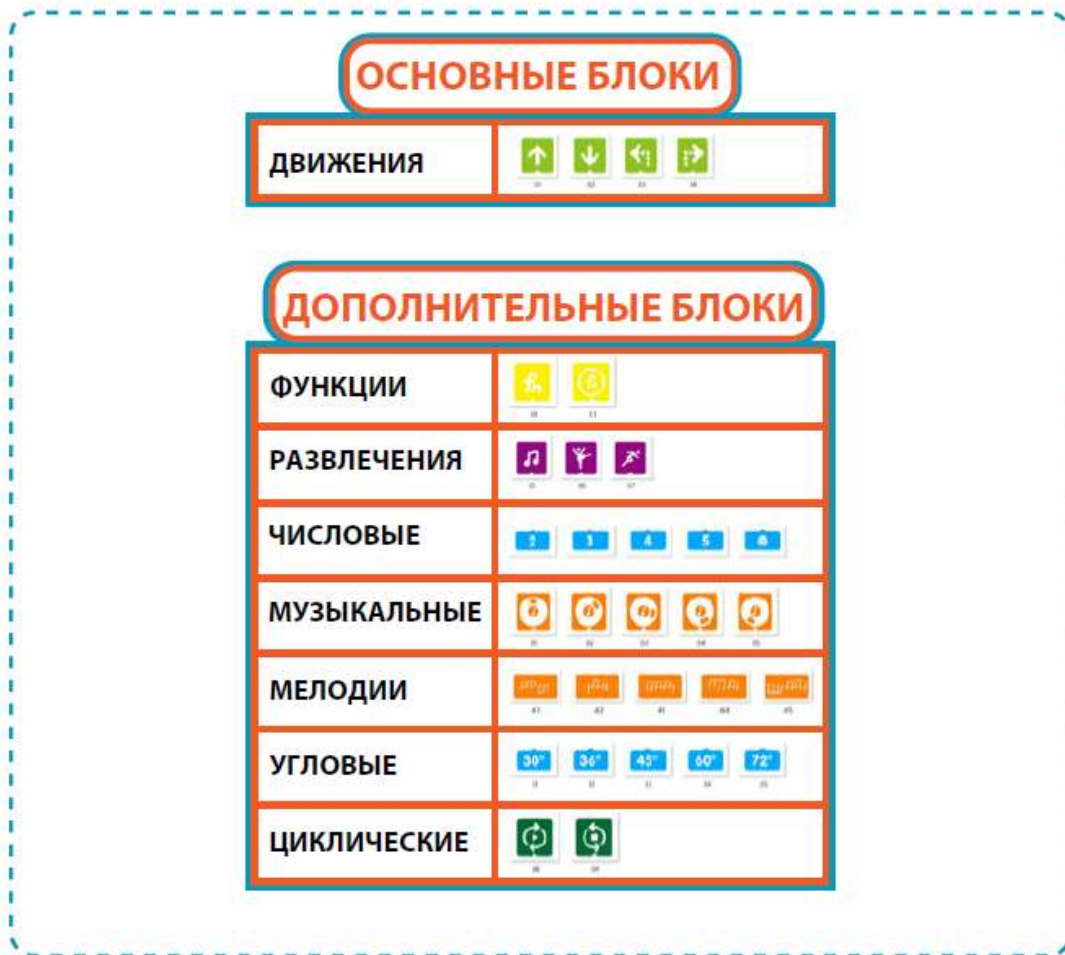 ОСНОВНЫЕ БЛОКИ
ДВИЖЕНИЯ
ДОПОЛНИТЕЛЬНЫЕ БЛОКИ
ФУНКЦИИ
РАЗВЛЕЧЕНИЯ
ЧИСЛОВЫЕ
2 3 4 5
МУЗЫКАЛЬНЫЕ
МЕЛОДИИ
УГЛОВЫЕ
30° 36° 45° 60° 72°
ЦИКЛИЧЕСКИЕ